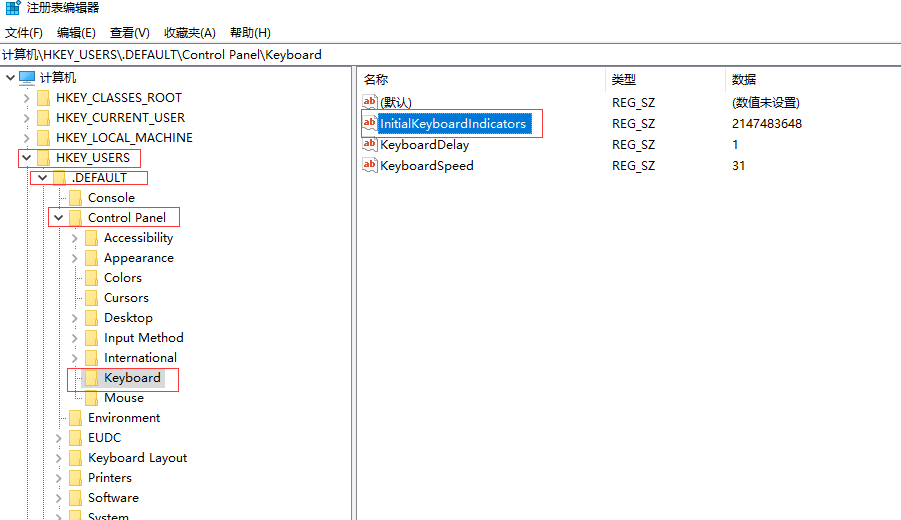 注册表编辑器
文件(F) 编辑(E) 查看(V) 收藏夹(A) 帮助(H)
计算机\HKEY_USERS\.DEFAULT\Control Panel\Keyboard
计算机
HKEY_CLASSES_ROOT
HKEY_CURRENT_USER
HKEY_LOCAL_MACHINE
HKEY_USERS
.DEFAULT
Console
Control Panel
Accessibility
Appearance
Colors
Cursors
Desktop
Input Method
International
Keyboard
Mouse
Environment
EUDC
Keyboard Layout
Printers
Software
System
名称 类型 数据
ab (默认) REG_SZ (数值未设置)
ab InitialKeyboardIndicators REG_SZ 2147483648
ab KeyboardDelay REG_SZ 1
ab KeyboardSpeed REG_SZ 31